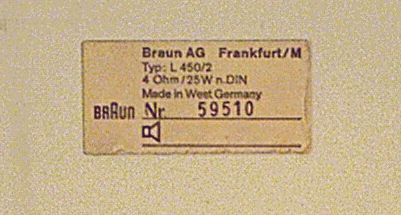 Braun AG Frankfurt/M
Typ: L 450/2
4 Ohm/25W n.DIN
Made in West Germany
BRAUN Nr. 59510